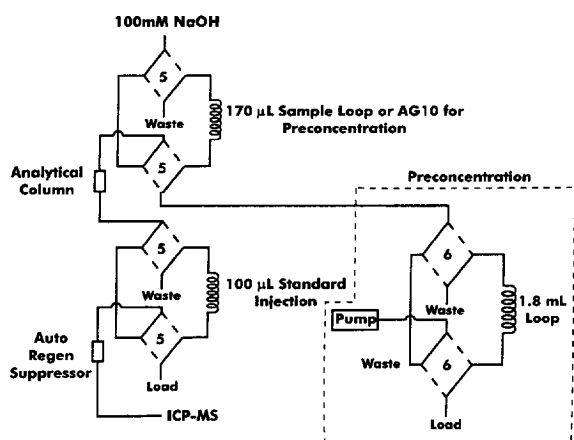 100mM NaOH
5
Waste
170 µL Sample Loop or AG10 for
Preconcentration
5
Analytical
Column
Preconcentration
5
6
Waste
100 µL Standard
Injection
Waste
1.8 mL
Loop
Pump
5
Auto
Regen
Suppressor
Waste
6
Load
ICP-MS
Load